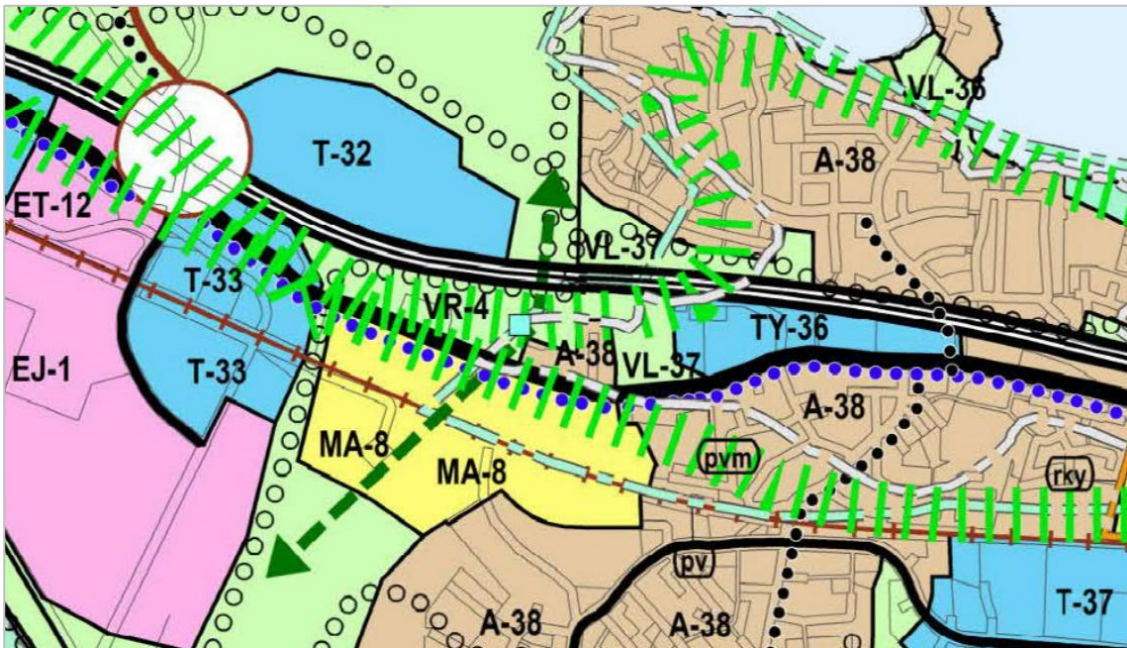 VL-36
T-32
A-38
ET-12
VL-37
T-33
VR-4
TY-36
A-38
EJ-1
T-33
VL-37
A-38
MA-8
MA-8
pvm
rky
pv
T-37
A-38
A-38